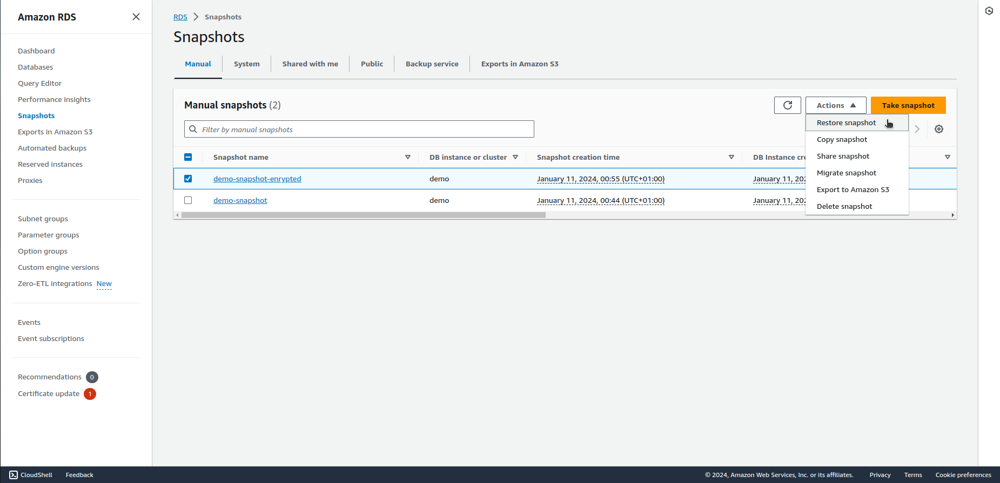 Amazon RDS
Dashboard
Databases
Query Editor
Performance insights
Snapshots
Exports in Amazon S3
Automated backups
Reserved instances
Proxies
Subnet groups
Parameter groups
Option groups
Custom engine versions
Zero-ETL integrations New
Events
Event subscriptions
Recommendations 0
Certificate update 1
RDS Snapshots
Snapshots
Manual System Shared with me Public Backup service Exports in Amazon S3
Manual snapshots (2) Actions Take snapshot
Filter by manual snapshots
Restore snapshot
Copy snapshot
Share snapshot
Migrate snapshot
Export to Amazon S3
Delete snapshot
Snapshot name DB instance or cluster Snapshot creation time DB Instance cre
demo-snapshot-enrypted demo January 11, 2024, 00:55 (UTC+01:00) January 11, 202
demo-snapshot demo January 11, 2024, 00:44 (UTC+01:00) January 11, 202
CloudShell Feedback © 2024, Amazon Web Services, Inc. or its affiliates. Privacy Terms Cookie preferences